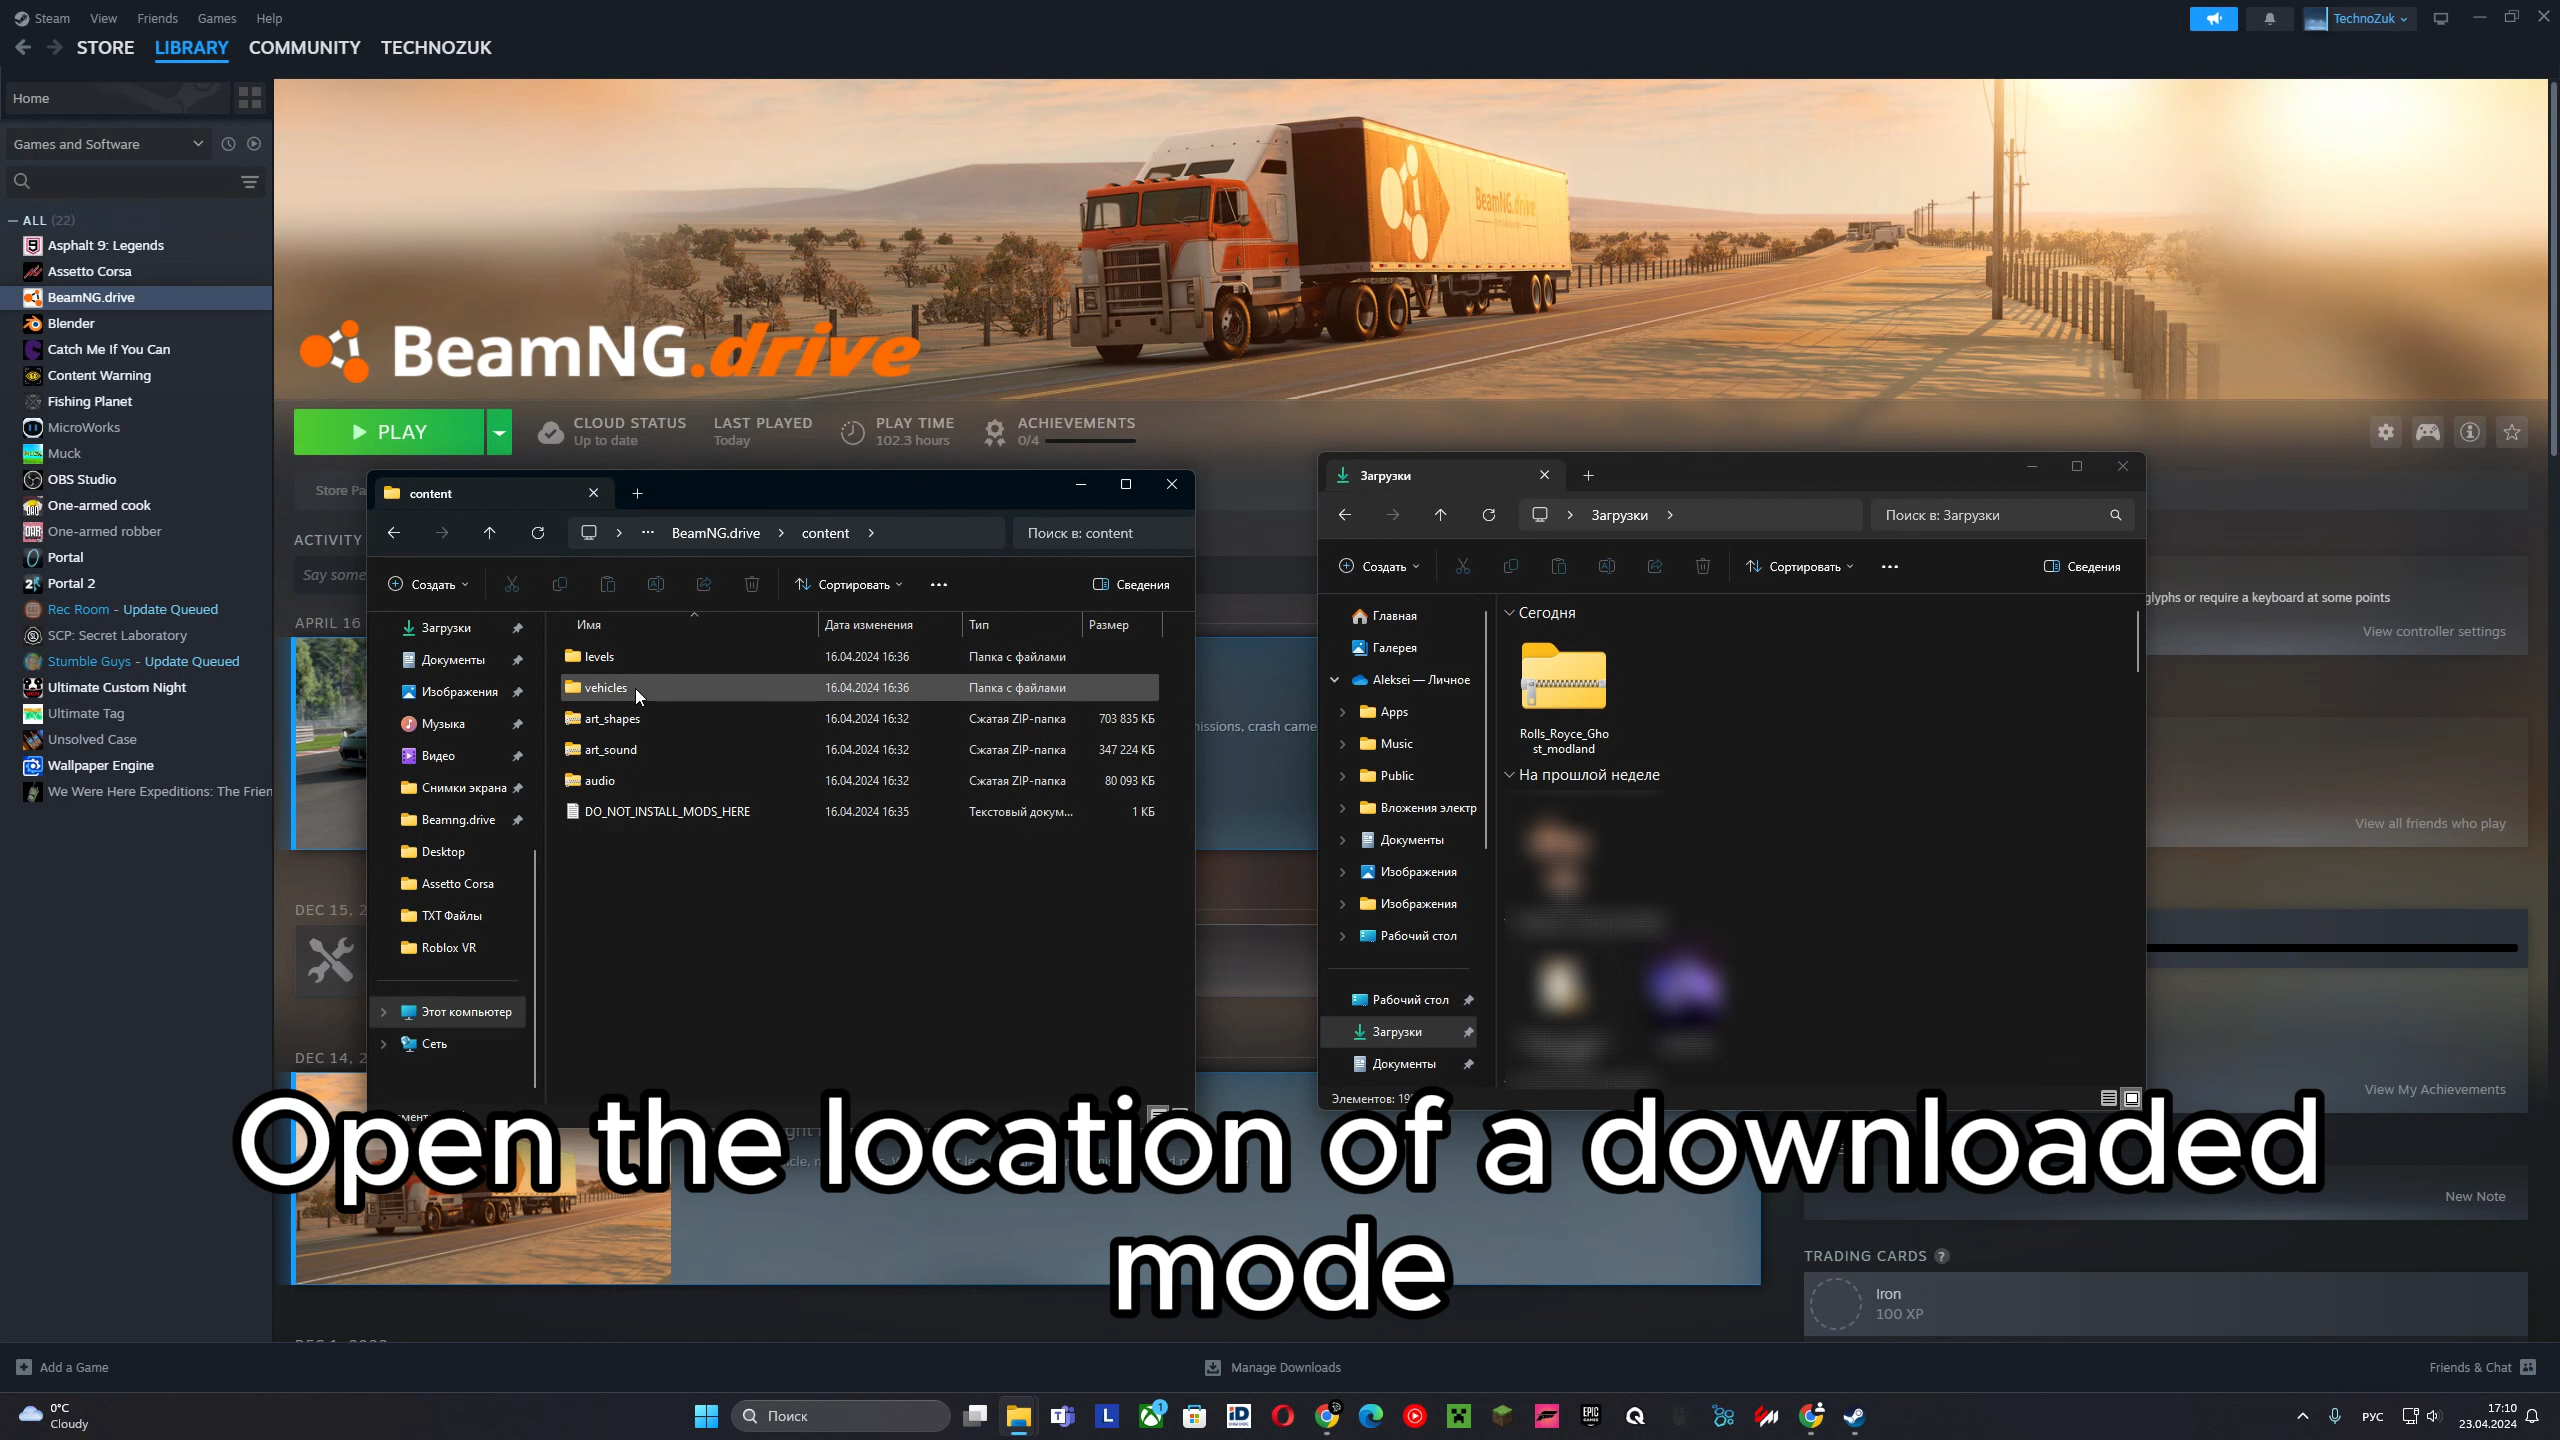 Steam View Friends Games Help
TechnoZuk
STORE LIBRARY COMMUNITY TECHNOZUK
Home
Games and Software
ALL (22)
Asphalt 9: Legends
Assetto Corsa
BeamNG.drive
Blender
Catch Me If You Can
Content Warning
Fishing Planet
MicroWorks
Muck
OBS Studio
One-armed cook
One-armed robber
Portal
Portal 2
Rec Room - Update Queued
SCP: Secret Laboratory
Stumble Guys - Update Queued
Ultimate Custom Night
Ultimate Tag
Unsolved Case
Wallpaper Engine
We Were Here Expeditions: The Frien
BeamNG.drive
BeamNG.drive
PLAY
CLOUD STATUS
Up to date
LAST PLAYED
Today
PLAY TIME
102.3 hours
ACHIEVEMENTS
0/4
Store Pa
ACTIVITY
Say some
APRIL 16
DEC 15, 2
DEC 14, 2
content
BeamNG.drive content
Поиск в: content
Создать Сортировать Сведения
Загрузки
Документы
Изображения
Музыка
Видео
Снимки экрана
Beamng.drive
Desktop
Assetto Corsa
TXT Файлы
Roblox VR
Этот компьютер
Сеть
Имя Дата изменения Тип Размер
levels 16.04.2024 16:36 Папка с файлами
vehicles 16.04.2024 16:36 Папка с файлами
art_shapes 16.04.2024 16:32 Сжатая ZIP-папка 703 835 КБ
art_sound 16.04.2024 16:32 Сжатая ZIP-папка 347 224 КБ
audio 16.04.2024 16:32 Сжатая ZIP-папка 80 093 КБ
DO_NOT_INSTALL_MODS_HERE 16.04.2024 16:35 Текстовый докум... 1 КБ
issions, crash came
Загрузки
Загрузки
Поиск в: Загрузки
Создать Сортировать Сведения
Главная
Галерея
Aleksei — Личное
Apps
Music
Public
Вложения электр
Документы
Изображения
Изображения
Рабочий стол
Рабочий стол
Загрузки
Документы
Сегодня
Rolls_Royce_Gho
st_modland
На прошлой неделе
Элементов: 19
glyphs or require a keyboard at some points
View controller settings
View all friends who play
View My Achievements
New Note
TRADING CARDS ?
Iron
100 XP
Open the location of a downloaded
mode
Add a Game
Manage Downloads
Friends & Chat
0°C
Cloudy
Поиск
РУС
17:10
23.04.2024